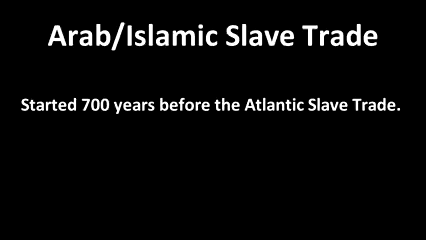 Arab/Islamic Slave Trade
Started 700 years before the Atlantic Slave Trade.